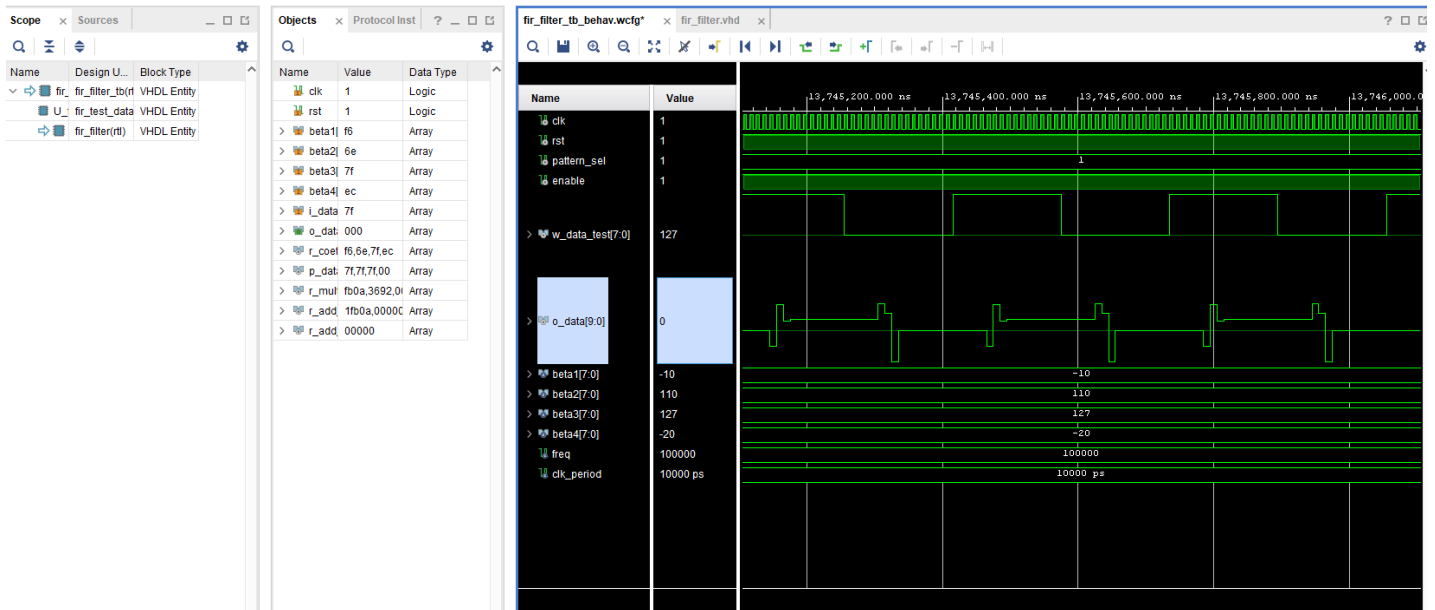 Scope × Sources
Name Design U... Block Type
fir_ fir_filter_tb(rt VHDL Entity
U_ fir_test_data VHDL Entity
fir_filter(rtl) VHDL Entity
Objects × Protocol Inst ?
Name Value Data Type
clk 1 Logic
rst 1 Logic
beta1[ f6 Array
beta2[ 6e Array
beta3[ 7f Array
beta4[ ec Array
i_data 7f Array
o_data 000 Array
r_coef f6,6e,7f,ec Array
p_data 7f,7f,7f,00 Array
r_mult fb0a,3692,00 Array
r_add_ 1fb0a,00000 Array
r_add_ 00000 Array
fir_filter_tb_behav.wcfg* × fir_filter.vhd × ?
Name Value
13,745,200.000 ns 13,745,400.000 ns 13,745,600.000 ns 13,745,800.000 ns 13,746,000.0
clk 1
rst 1
pattern_sel 1 1
enable 1
w_data_test[7:0] 127
o_data[9:0] 0
beta1[7:0] -10 -10
beta2[7:0] 110 110
beta3[7:0] 127 127
beta4[7:0] -20 -20
freq 100000 100000
clk_period 10000 ps 10000 ps